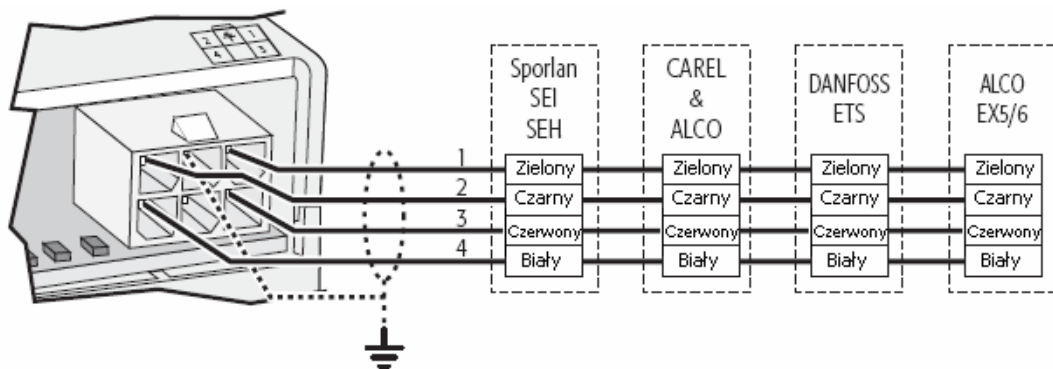 2 1
4 3
Sporlan
SEI
SEH
CAREL
&
ALCO
DANFOSS
ETS
ALCO
EX5/6
1 Zielony Zielony Zielony Zielony
2 Czarny Czarny Czarny Czarny
3 Czerwony Czerwony Czerwony Czerwony
4 Biały Biały Biały Biały